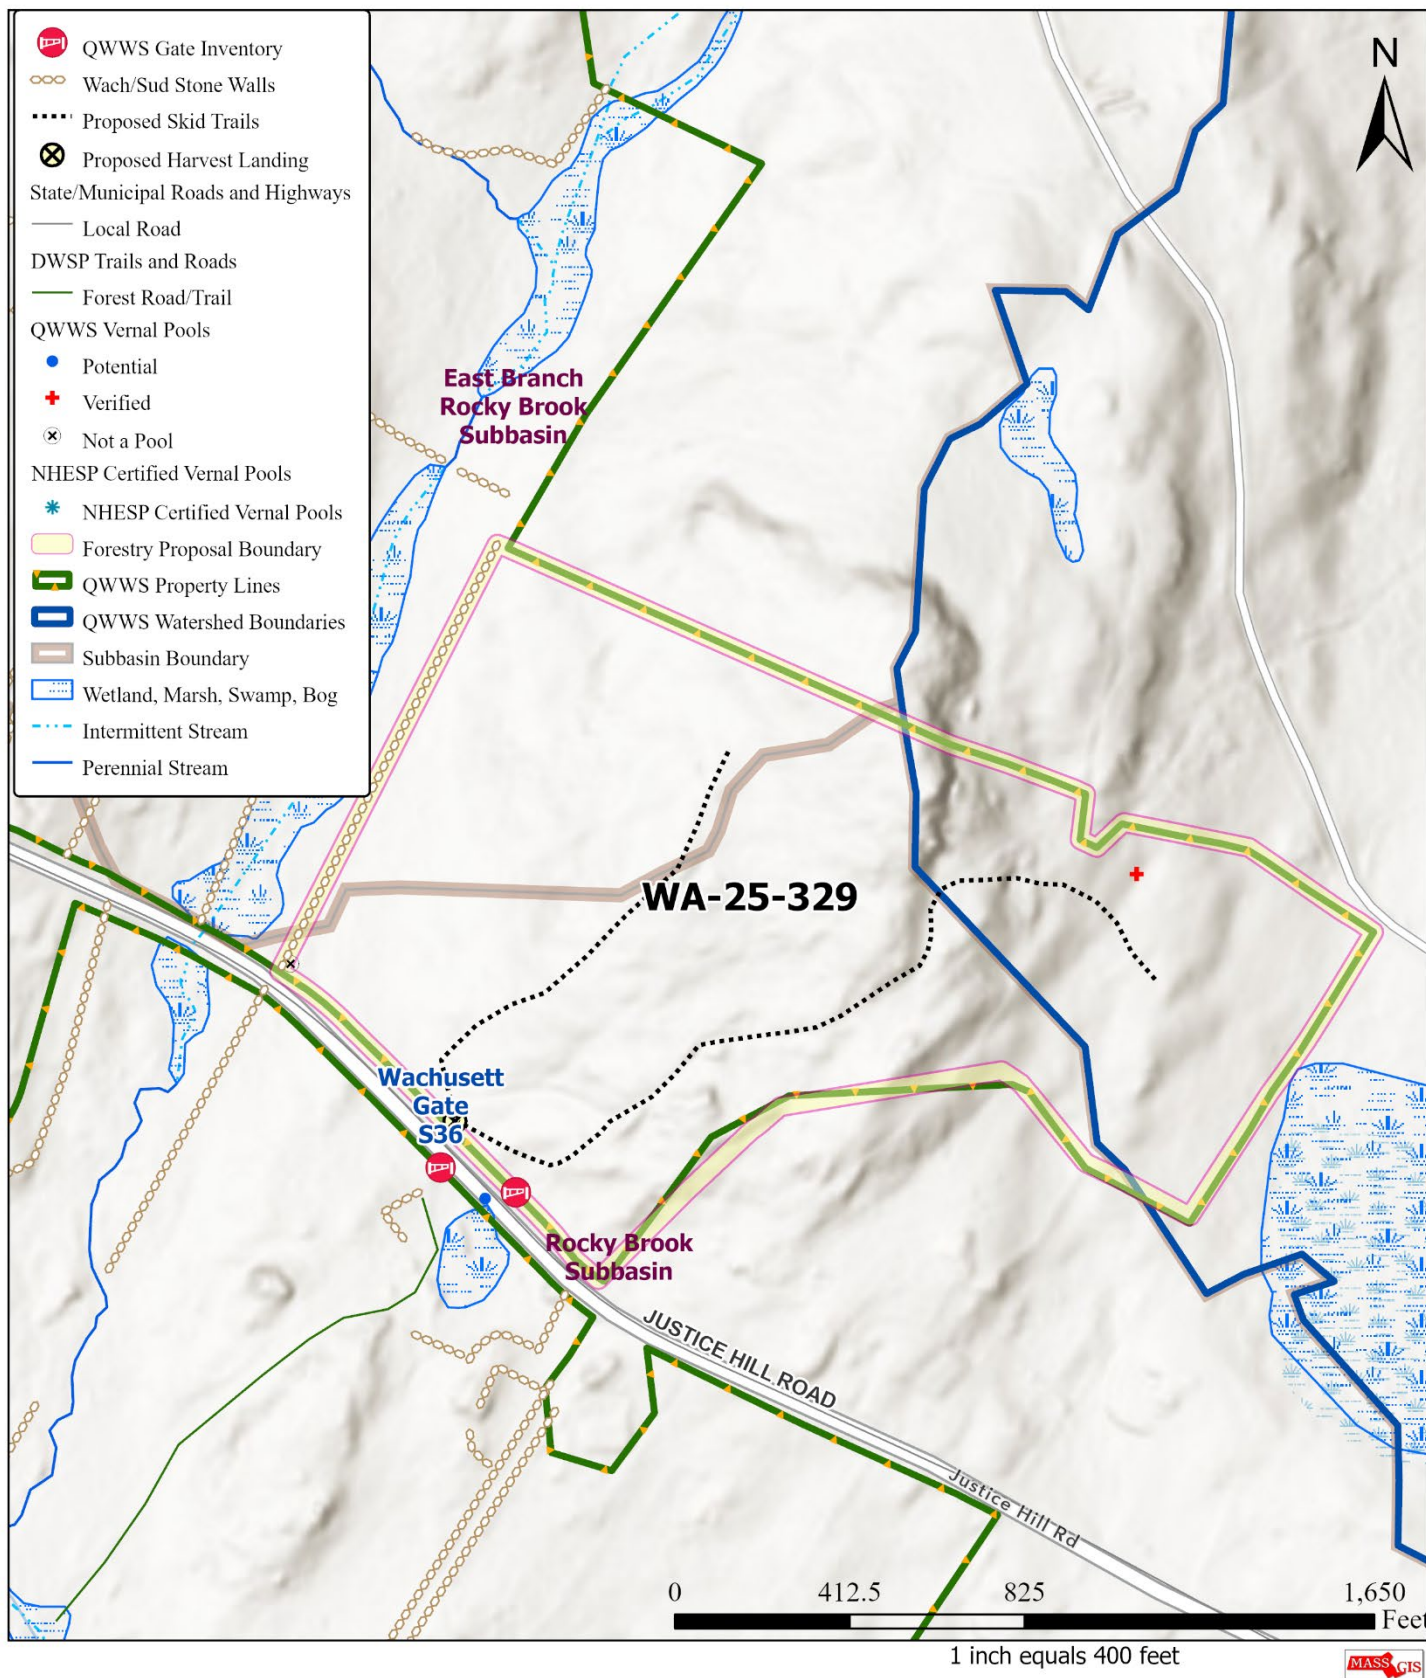 QWWS Gate Inventory
Wach/Sud Stone Walls
Proposed Skid Trails
Proposed Harvest Landing
State/Municipal Roads and Highways
Local Road
DWSP Trails and Roads
Forest Road/Trail
QWWS Vernal Pools
Potential
Verified
Not a Pool
NHESP Certified Vernal Pools
NHESP Certified Vernal Pools
Forestry Proposal Boundary
QWWS Property Lines
QWWS Watershed Boundaries
Subbasin Boundary
Wetland, Marsh, Swamp, Bog
Intermittent Stream
Perennial Stream
N
East Branch
Rocky Brook
Subbasin
WA-25-329
Wachusett
Gate
S36
Rocky Brook
Subbasin
JUSTICE HILL ROAD
Justice Hill Rd
0 412.5 825 1,650
Feet
1 inch equals 400 feet
MASSGIS